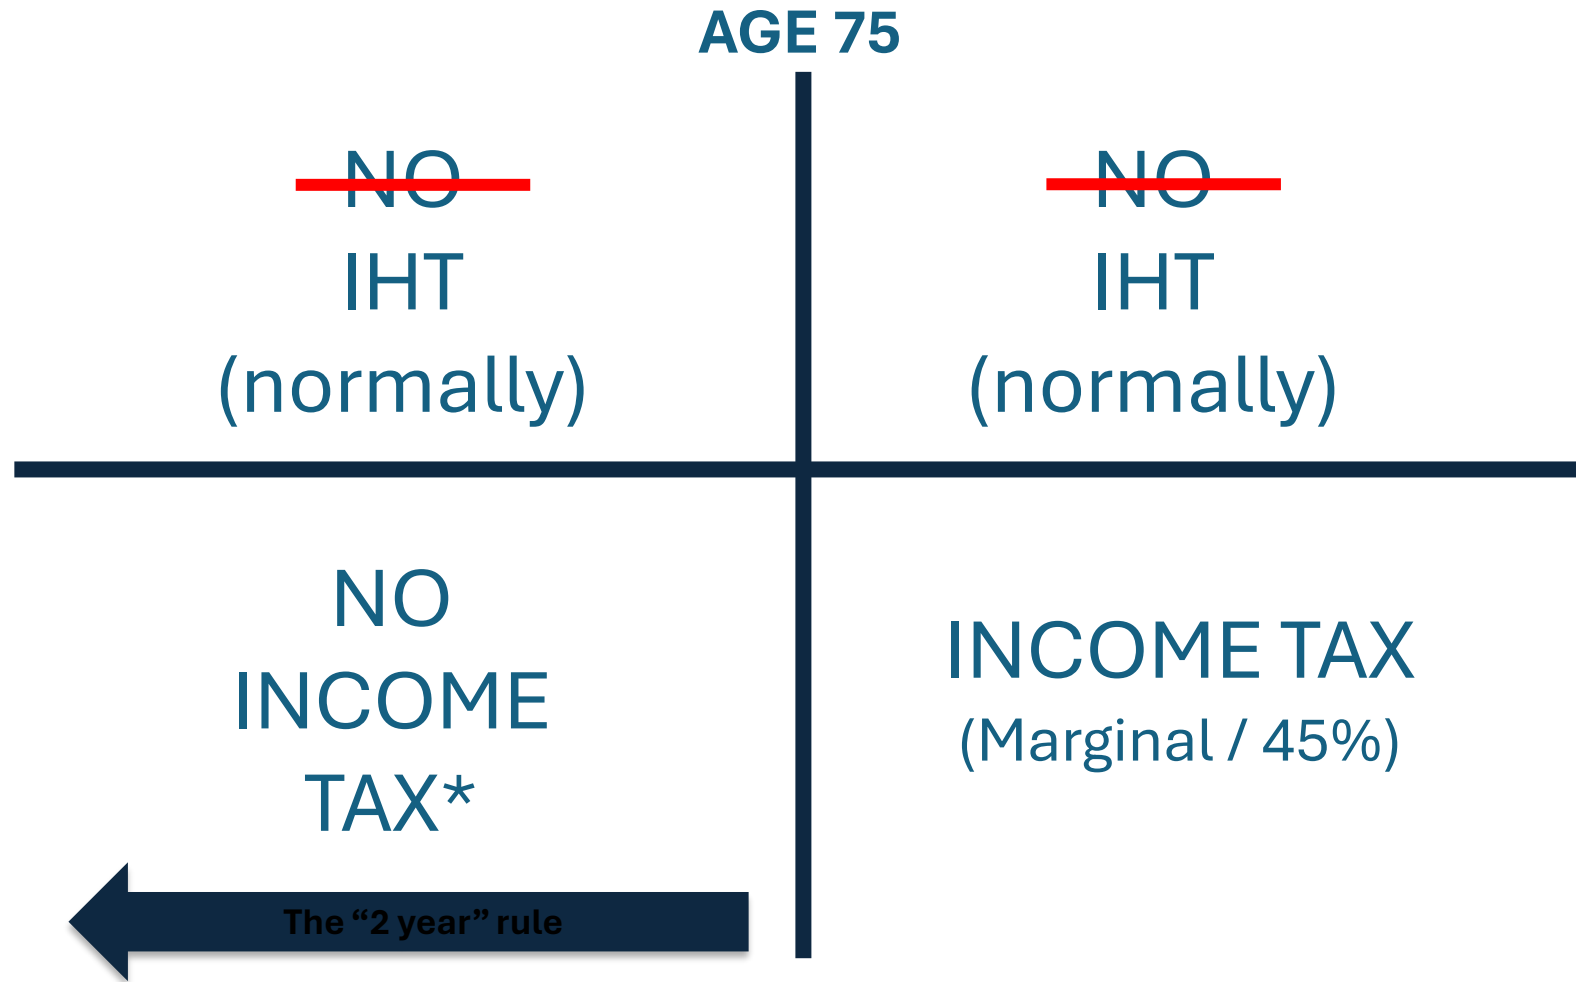 AGE 75
NO
IHT
(normally)
NO
IHT
(normally)
NO
INCOME
TAX*
The “2 year” rule
INCOME TAX
(Marginal / 45%)